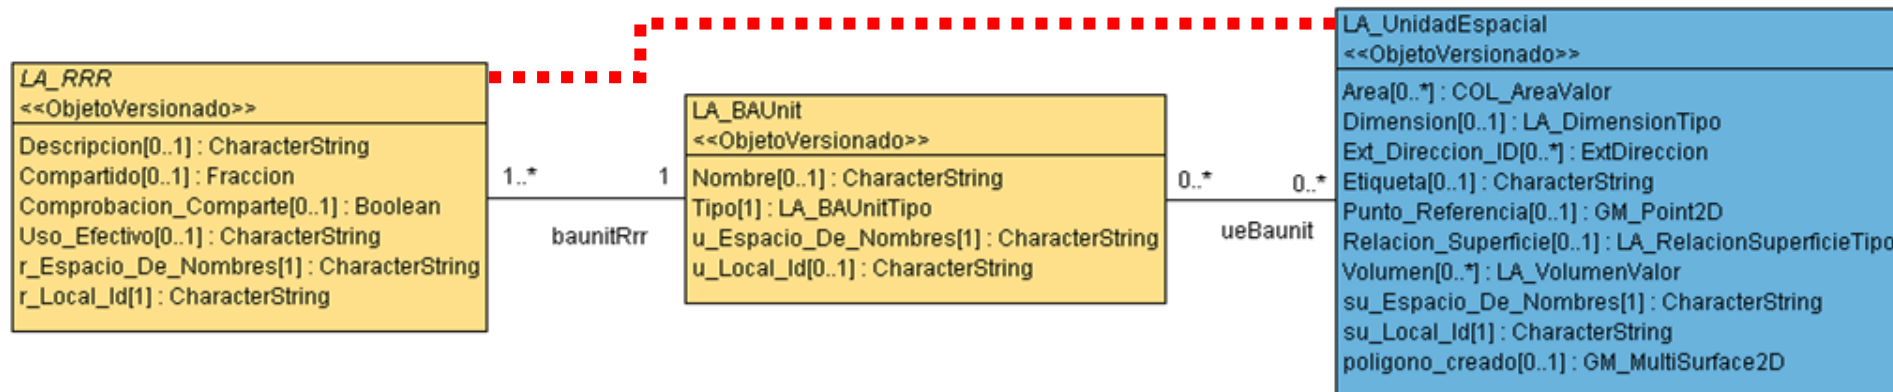 LA_RRR
<<ObjetoVersionado>>
Descripcion[0..1] : CharacterString
Compartido[0..1] : Fraccion
Comprobacion_Comparte[0..1] : Boolean
Uso_Efectivo[0..1] : CharacterString
r_Espacio_De_Nombres[1] : CharacterString
r_Local_Id[1] : CharacterString
1..*
1
baunitRrr
LA_BAUnit
<<ObjetoVersionado>>
Nombre[0..1] : CharacterString
Tipo[1] : LA_BAUnitTipo
u_Espacio_De_Nombres[1] : CharacterString
u_Local_Id[0..1] : CharacterString
0..*
0..*
ueBaunit
LA_UnidadEspacial
<<ObjetoVersionado>>
Area[0..*] : COL_AreaValor
Dimension[0..1] : LA_DimensionTipo
Ext_Direccion_ID[0..*] : ExtDireccion
Etiqueta[0..1] : CharacterString
Punto_Referencia[0..1] : GM_Point2D
Relacion_Superficie[0..1] : LA_RelacionSuperficieTipo
Volumen[0..*] : LA_VolumenValor
su_Espacio_De_Nombres[1] : CharacterString
su_Local_Id[1] : CharacterString
poligono_creado[0..1] : GM_MultiSurface2D